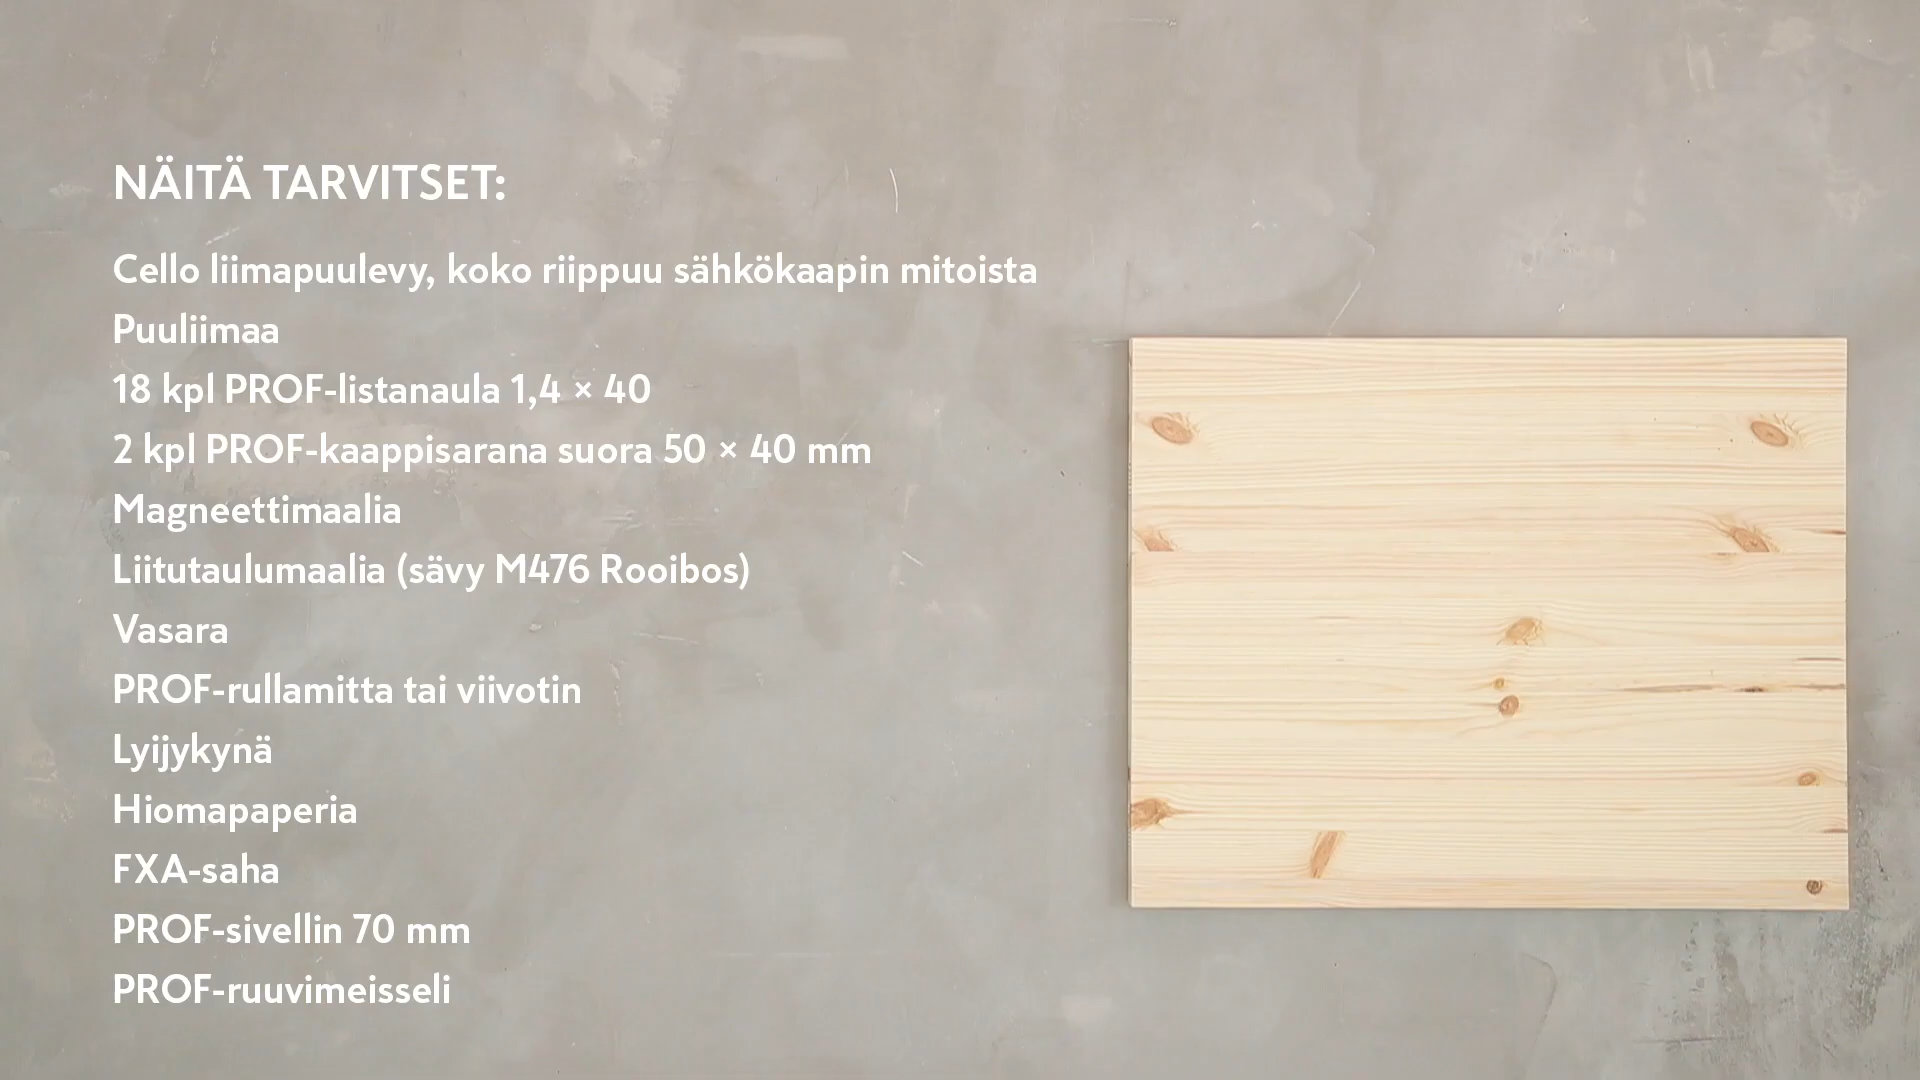 NÄITÄ TARVITSET:
Cello liimapuulevy, koko riippuu sähkökaapin mitoista
Puuliimaa
18 kpl PROF-listanaula 1,4 × 40
2 kpl PROF-kaappisarana suora 50 × 40 mm
Magneettimaalia
Liitutaulumaalia (sävy M476 Rooibos)
Vasara
PROF-rullamitta tai viivotin
Lyijykynä
Hiomapaperia
FXA-saha
PROF-sivellin 70 mm
PROF-ruuvimeisseli